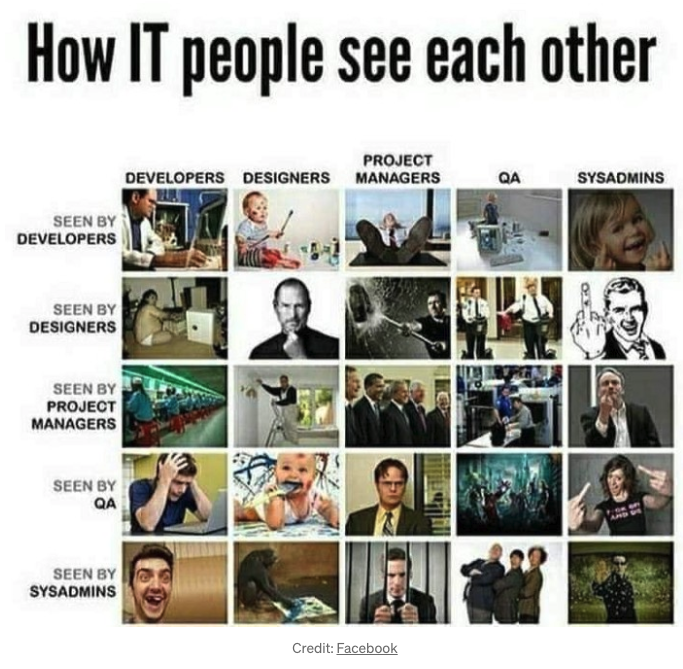 How IT people see each other
PROJECT
DEVELOPERS DESIGNERS MANAGERS QA SYSADMINS
SEEN BY
DEVELOPERS
SEEN BY
DESIGNERS
SEEN BY
PROJECT
MANAGERS
SEEN BY
QA
SEEN BY
SYSADMINS
Credit: Facebook